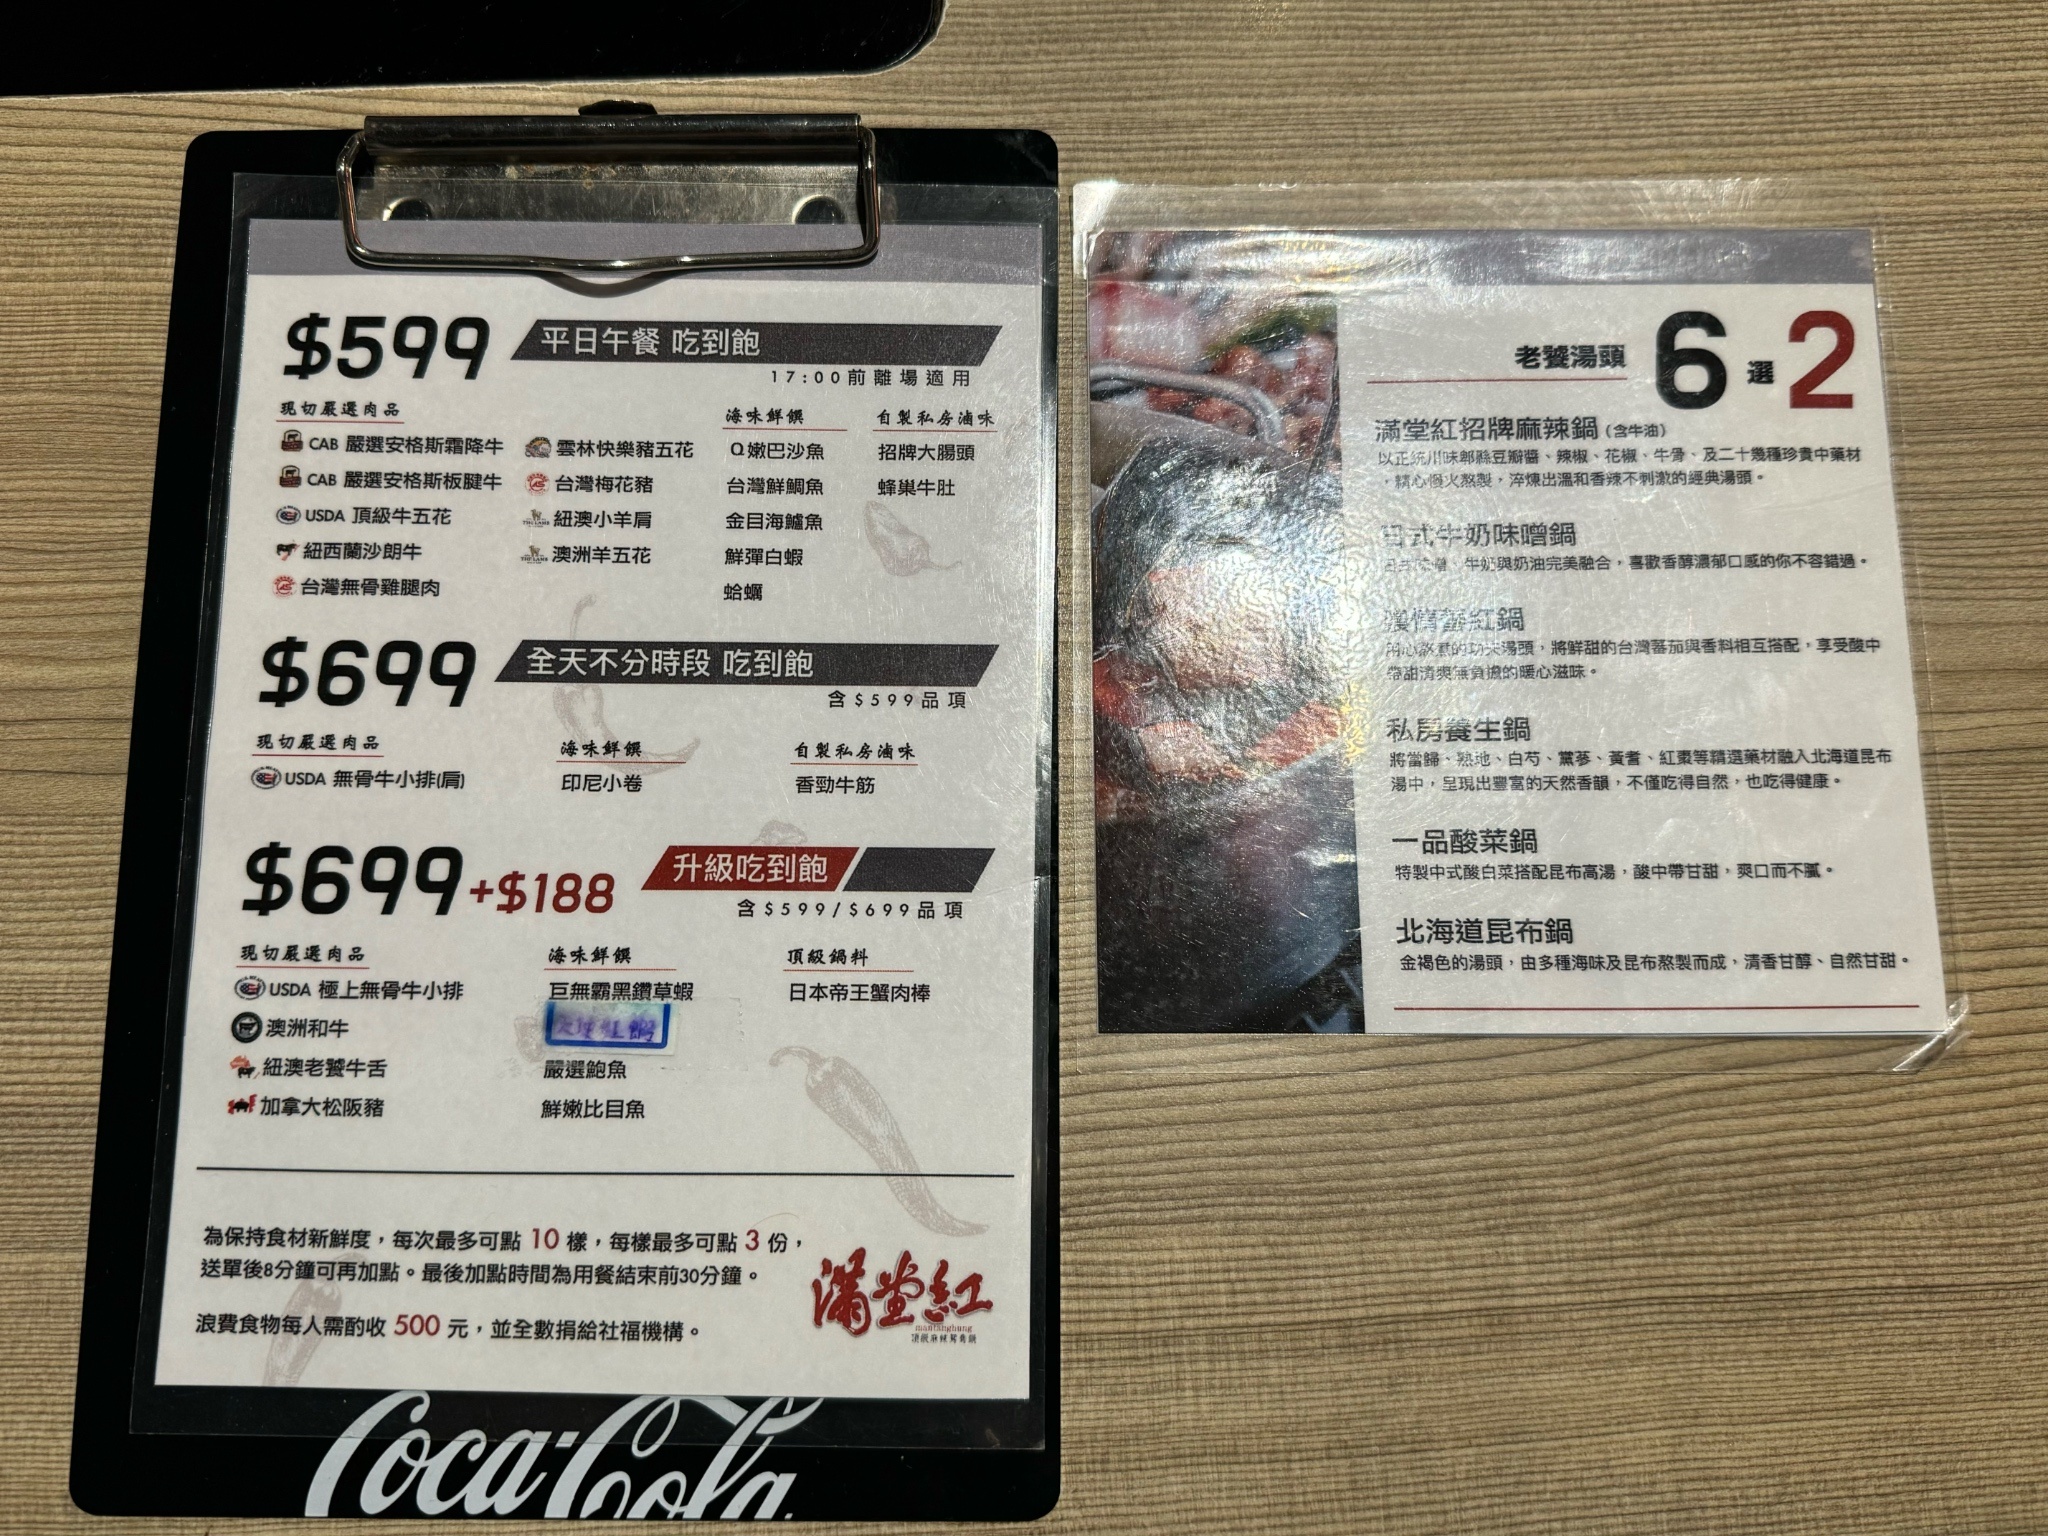 $599 平日午餐 吃到飽
17:00前離場適用
現切嚴選肉品
CAB 嚴選安格斯霜降牛
CAB 嚴選安格斯板腱牛
USDA 頂級牛五花
紐西蘭沙朗牛
台灣無骨雞腿肉
雲林快樂豬五花
台灣梅花豬
紐澳小羊肩
澳洲羊五花
海味鮮饌
Q嫩巴沙魚
台灣鮮鯛魚
金目海鱸魚
鮮彈白蝦
蛤蠣
自製私房滷味
招牌大腸頭
蜂巢牛肚
$699 全天不分時段 吃到飽
含$599品項
現切嚴選肉品
USDA 無骨牛小排(肩)
海味鮮饌
印尼小卷
自製私房滷味
香勁牛筋
$699+$188 升級吃到飽
含$599/$699品項
現切嚴選肉品
USDA 極上無骨牛小排
澳洲和牛
紐澳老饕牛舌
加拿大松阪豬
海味鮮饌
巨無霸黑鑽草蝦
嚴選鮑魚
鮮嫩比目魚
頂級鍋料
日本帝王蟹肉棒
為保持食材新鮮度，每次最多可點 10 樣，每樣最多可點 3 份，
送單後8分鐘可再加點。最後加點時間為用餐結束前30分鐘。
浪費食物每人需酌收 500 元，並全數捐給社福機構。
滿堂紅
mantanghung
頂級麻辣鴛鴦鍋
Coca-Cola
老饕湯頭 6 選 2
滿堂紅招牌麻辣鍋(含牛油)
以正統川味郫縣豆瓣醬、辣椒、花椒、牛骨、及二十幾種珍貴中藥材
，精心慢火熬製，淬煉出溫和香辣不刺激的經典湯頭。
日式牛奶味噌鍋
牛奶與奶油完美融合，喜歡香醇濃郁口感的你不容錯過。
蕃紅鍋
熬煮的功夫湯頭，將鮮甜的台灣蕃茄與香料相互搭配，享受酸中
帶甜清爽無負擔的暖心滋味。
私房養生鍋
將當歸、熟地、白芍、黨蔘、黃耆、紅棗等精選藥材融入北海道昆布
湯中，呈現出豐富的天然香韻，不僅吃得自然，也吃得健康。
一品酸菜鍋
特製中式酸白菜搭配昆布高湯，酸中帶甘甜，爽口而不膩。
北海道昆布鍋
金褐色的湯頭，由多種海味及昆布熬製而成，清香甘醇、自然甘甜。